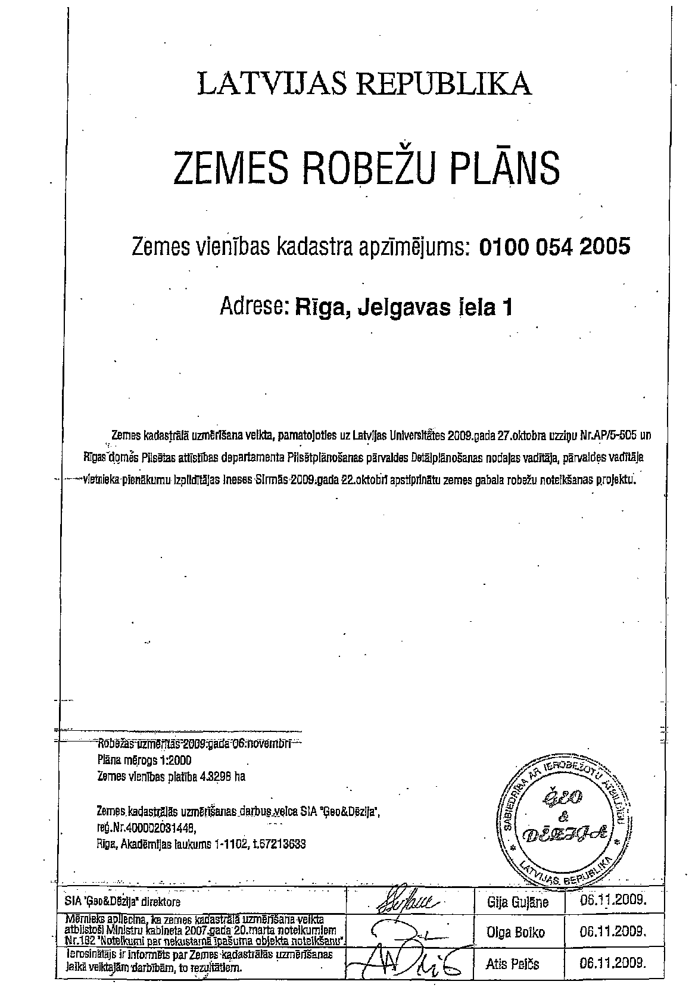 LATVIJAS REPUBLIKA
ZEMES ROBEŽU PLĀNS
Zemes vienības kadastra apzīmējums: 0100 054 2005
Adrese: Rīga, Jelgavas iela 1
Zemes kadastrālā uzmērīšana veikta, pamatojoties uz Latvijas Universitātes 2009.gada 27.oktobra uzziņu Nr.AP/5-505 un
Rīgas domes Pilsētas attīstības departamenta Pilsētplānošanas pārvaldes Detālplānošanas nodaļas vadītāja, pārvaldes vadītāja
vietnieka pienākumu izpildītājas Ineses Sirmās 2009.gada 22.oktobrī apstiprinātu zemes gabala robežu noteikšanas projektu.
Robežas uzmērītas 2009.gada 06.novembrī
Plāna mērogs 1:2000
Zemes vienības platība 4.3298 ha
Zemes kadastrālās uzmērīšanas darbus veica SIA "Ģeo&Dēzija",
reģ.Nr.400002031448,
Rīga, Akadēmijas laukums 1-1102, t.67213633
SABIEDRĪBA AR IEROBEŽOTU ATBILDĪBU
ĢEO
&
DĒZIJA
* LATVIJAS REPUBLIKA *
SIA "Ģeo&Dēzija" direktore
Gija Guļāne
06.11.2009.
Mērnieks apliecina, ka zemes kadastrālā uzmērīšana veikta
atbilstoši Ministru kabineta 2007.gada 20.marta noteikumiem
Nr.182 "Noteikumi par nekustamā īpašuma objekta noteikšanu".
Olga Boiko
06.11.2009.
Ierosinātājs ir informēts par Zemes kadastrālās uzmērīšanas
laikā veiktajām darbībām, to rezultātiem.
Atis Peičs
06.11.2009.